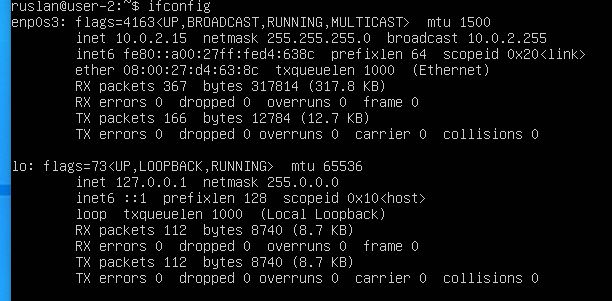 ruslan@user-2:~$ ifconfig
enp0s3: flags=4163<UP,BROADCAST,RUNNING,MULTICAST>  mtu 1500
        inet 10.0.2.15  netmask 255.255.255.0  broadcast 10.0.2.255
        inet6 fe80::a00:27ff:fed4:638c  prefixlen 64  scopeid 0x20<link>
        ether 08:00:27:d4:63:8c  txqueuelen 1000  (Ethernet)
        RX packets 367  bytes 317814 (317.8 KB)
        RX errors 0  dropped 0  overruns 0  frame 0
        TX packets 166  bytes 12784 (12.7 KB)
        TX errors 0  dropped 0 overruns 0  carrier 0  collisions 0
lo: flags=73<UP,LOOPBACK,RUNNING>  mtu 65536
        inet 127.0.0.1  netmask 255.0.0.0
        inet6 ::1  prefixlen 128  scopeid 0x10<host>
        loop  txqueuelen 1000  (Local Loopback)
        RX packets 112  bytes 8740 (8.7 KB)
        RX errors 0  dropped 0  overruns 0  frame 0
        TX packets 112  bytes 8740 (8.7 KB)
        TX errors 0  dropped 0 overruns 0  carrier 0  collisions 0